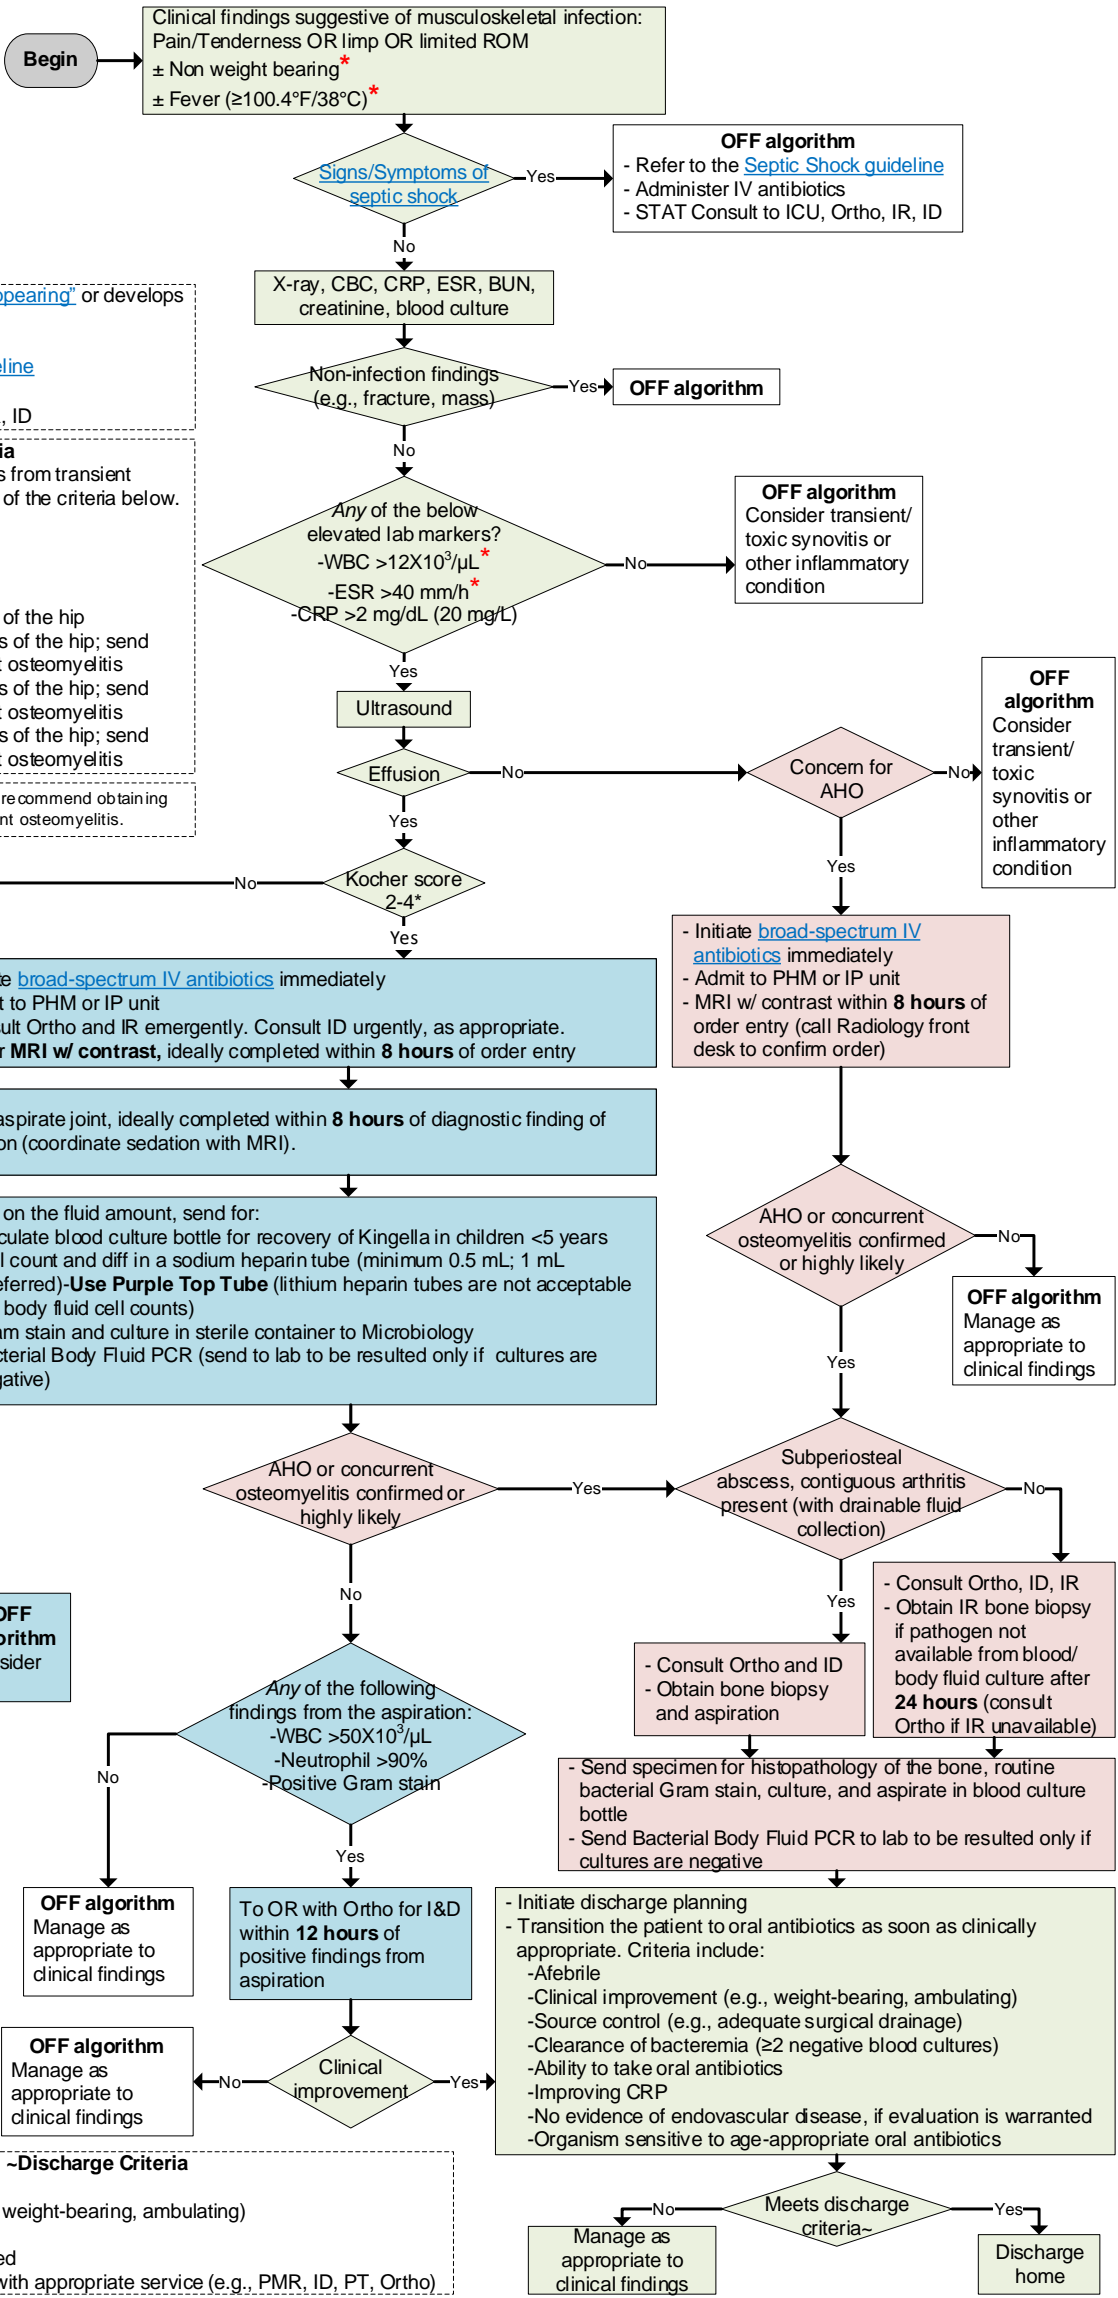 Clinical findings suggestive of musculoskeletal infection:
Pain/Tenderness OR limp OR limited ROM
± Non weight bearing*
± Fever (≥100.4°F/38°C)*
Begin
Signs/Symptoms of
septic shock
Yes
OFF algorithm
- Refer to the Septic Shock guideline
- Administer IV antibiotics
- STAT Consult to ICU, Ortho, IR, ID
No
X-ray, CBC, CRP, ESR, BUN,
creatinine, blood culture
ppearing” or develops
eline
, ID
Non-infection findings
(e.g., fracture, mass)
Yes
OFF algorithm
No
ia
s from transient
of the criteria below.
of the hip
s of the hip; send
t osteomyelitis
s of the hip; send
t osteomyelitis
s of the hip; send
t osteomyelitis
recommend obtaining
nt osteomyelitis.
Any of the below
elevated lab markers?
-WBC >12X10³/µL*
-ESR >40 mm/h*
-CRP >2 mg/dL (20 mg/L)
No
OFF algorithm
Consider transient/
toxic synovitis or
other inflammatory
condition
Yes
Ultrasound
Effusion
No
Concern for
AHO
No
OFF
algorithm
Consider
transient/
toxic
synovitis or
other
inflammatory
condition
Yes
Kocher score
2-4*
No
Yes
Yes
te broad-spectrum IV antibiotics immediately
it to PHM or IP unit
sult Ortho and IR emergently. Consult ID urgently, as appropriate.
r MRI w/ contrast, ideally completed within 8 hours of order entry
- Initiate broad-spectrum IV
antibiotics immediately
- Admit to PHM or IP unit
- MRI w/ contrast within 8 hours of
order entry (call Radiology front
desk to confirm order)
aspirate joint, ideally completed within 8 hours of diagnostic finding of
on (coordinate sedation with MRI).
on the fluid amount, send for:
culate blood culture bottle for recovery of Kingella in children <5 years
l count and diff in a sodium heparin tube (minimum 0.5 mL; 1 mL
eferred)-Use Purple Top Tube (lithium heparin tubes are not acceptable
body fluid cell counts)
am stain and culture in sterile container to Microbiology
cterial Body Fluid PCR (send to lab to be resulted only if cultures are
gative)
AHO or concurrent
osteomyelitis confirmed
or highly likely
No
OFF algorithm
Manage as
appropriate to
clinical findings
Yes
AHO or concurrent
osteomyelitis confirmed or
highly likely
Yes
Subperiosteal
abscess, contiguous arthritis
present (with drainable fluid
collection)
No
No
Yes
OFF
orithm
sider
- Consult Ortho and ID
- Obtain bone biopsy
and aspiration
- Consult Ortho, ID, IR
- Obtain IR bone biopsy
if pathogen not
available from blood/
body fluid culture after
24 hours (consult
Ortho if IR unavailable)
Any of the following
findings from the aspiration:
-WBC >50X10³/µL
-Neutrophil >90%
-Positive Gram stain
No
Yes
- Send specimen for histopathology of the bone, routine
bacterial Gram stain, culture, and aspirate in blood culture
bottle
- Send Bacterial Body Fluid PCR to lab to be resulted only if
cultures are negative
OFF algorithm
Manage as
appropriate to
clinical findings
To OR with Ortho for I&D
within 12 hours of
positive findings from
aspiration
- Initiate discharge planning
- Transition the patient to oral antibiotics as soon as clinically
appropriate. Criteria include:
-Afebrile
-Clinical improvement (e.g., weight-bearing, ambulating)
-Source control (e.g., adequate surgical drainage)
-Clearance of bacteremia (≥2 negative blood cultures)
-Ability to take oral antibiotics
-Improving CRP
-No evidence of endovascular disease, if evaluation is warranted
-Organism sensitive to age-appropriate oral antibiotics
OFF algorithm
Manage as
appropriate to
clinical findings
No
Clinical
improvement
Yes
~Discharge Criteria
weight-bearing, ambulating)
ed
with appropriate service (e.g., PMR, ID, PT, Ortho)
Meets discharge
criteria~
No
Yes
Manage as
appropriate to
clinical findings
Discharge
home